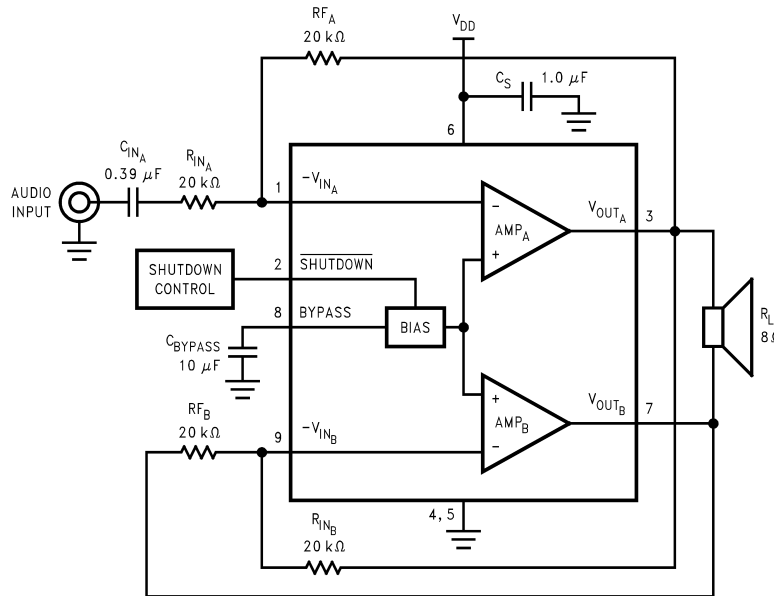 RF_A
20 kΩ
V_DD
C_S
1.0 μF
6
C_IN_A
0.39 μF
R_IN_A
20 kΩ
AUDIO
INPUT
1
-V_IN_A
-
AMP_A
+
V_OUT_A
3
SHUTDOWN
CONTROL
2
SHUTDOWN
8
BYPASS
BIAS
C_BYPASS
10 μF
R_L
8Ω
RF_B
20 kΩ
9
-V_IN_B
+
AMP_B
-
V_OUT_B
7
4, 5
R_IN_B
20 kΩ